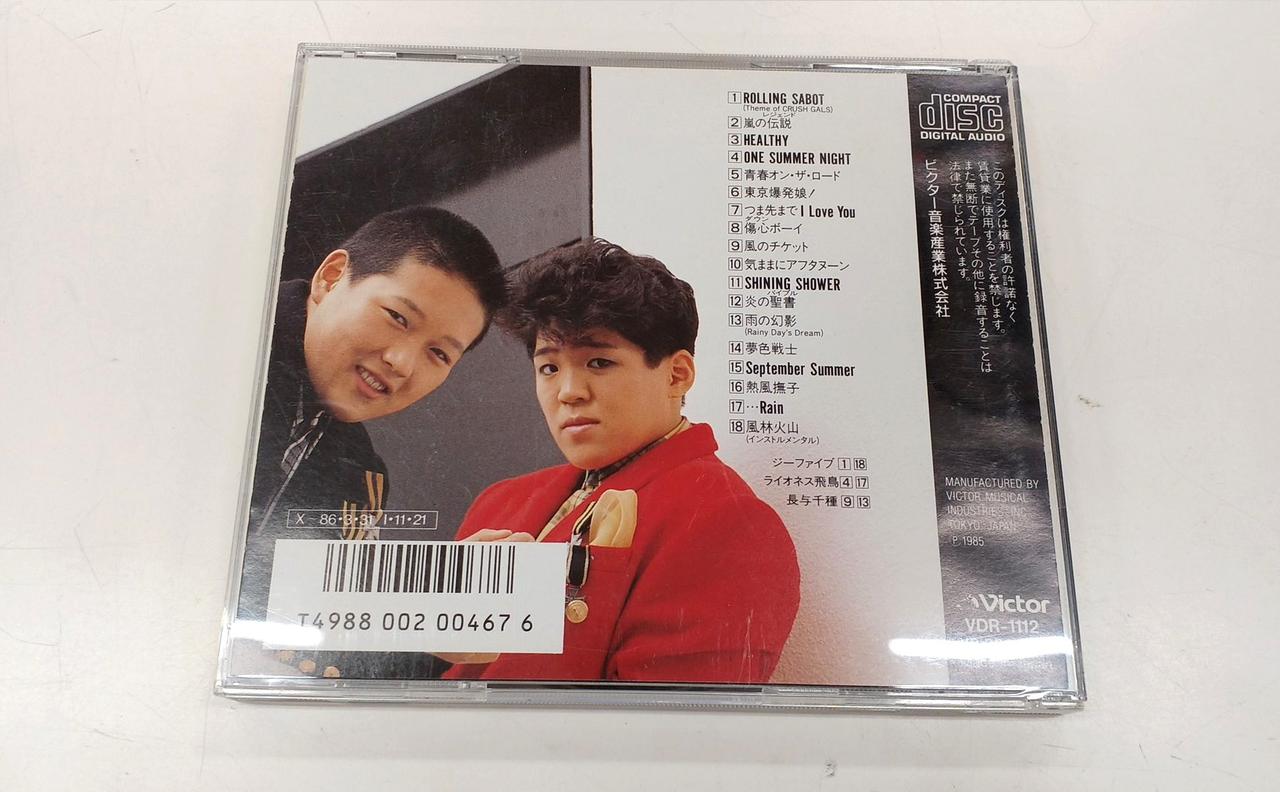 1 ROLLING SABOT
(Theme of CRUSH GALS)
レジェンド
2 嵐の伝説
3 HEALTHY
4 ONE SUMMER NIGHT
5 青春オン・ザ・ロード
6 東京爆発娘!
7 つま先まで I Love You
ダウン
8 傷心ボーイ
9 風のチケット
10 気ままにアフタヌーン
11 SHINING SHOWER
バイブル
12 炎の聖書
13 雨の幻影
(Rainy Day's Dream)
14 夢色戦士
15 September Summer
16 熱風撫子
17 …Rain
18 風林火山
(インストルメンタル)
ジーファイブ 1 18
ライオネス飛鳥 4 17
長与千種 9 13
COMPACT
disc
DIGITAL AUDIO
このディスクは権利者の許諾なく
賃貸業に使用することを禁じます。
また無断でテープその他に録音することは
法律で禁じられています。
ビクター音楽産業株式会社
MANUFACTURED BY
VICTOR MUSICAL
INDUSTRIES, INC.
TOKYO, JAPAN
P 1985
Victor
VDR-1112
X 86・3・31 I・11・21
T4988 002 00467 6